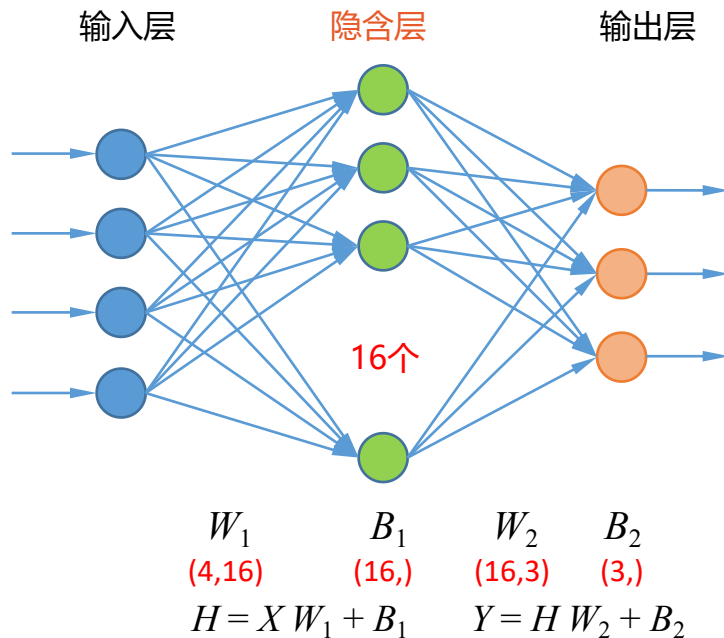 输入层 隐含层 输出层
16个
W₁ B₁ W₂ B₂
(4,16) (16,) (16,3) (3,)
H = X W₁ + B₁ Y = H W₂ + B₂